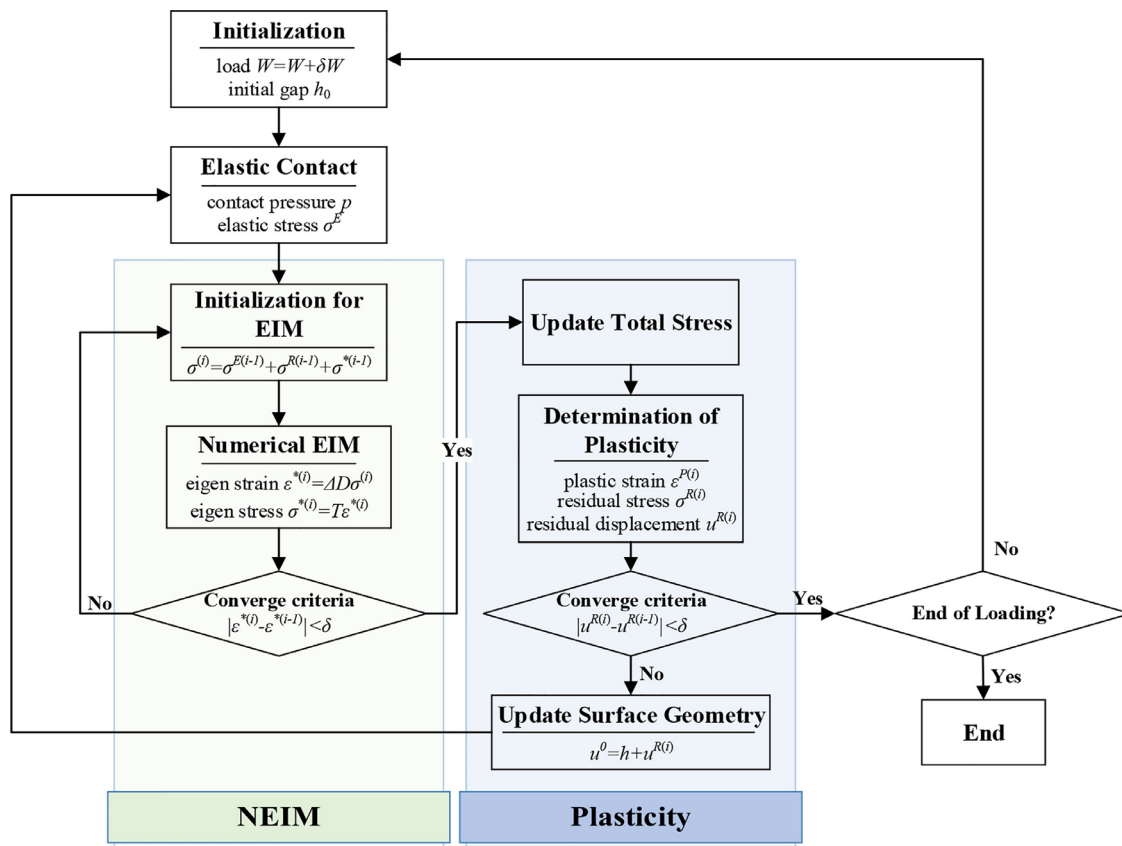 Initialization
load W=W+δW
initial gap h₀
Elastic Contact
contact pressure p
elastic stress σᴱ
Initialization for
EIM
σ⁽ⁱ⁾=σᴱ⁽ⁱ⁻¹⁾+σᴿ⁽ⁱ⁻¹⁾+σ*⁽ⁱ⁻¹⁾
Numerical EIM
eigen strain ε*⁽ⁱ⁾=ΔDσ⁽ⁱ⁾
eigen stress σ*⁽ⁱ⁾=Tε*⁽ⁱ⁾
No
Converge criteria
|ε*⁽ⁱ⁾-ε*⁽ⁱ⁻¹⁾|<δ
Yes
Update Total Stress
Determination of
Plasticity
plastic strain εᴾ⁽ⁱ⁾
residual stress σᴿ⁽ⁱ⁾
residual displacement uᴿ⁽ⁱ⁾
Converge criteria
|uᴿ⁽ⁱ⁾-uᴿ⁽ⁱ⁻¹⁾|<δ
Yes
No
Update Surface Geometry
u⁰=h+uᴿ⁽ⁱ⁾
No
End of Loading?
Yes
End
NEIM
Plasticity